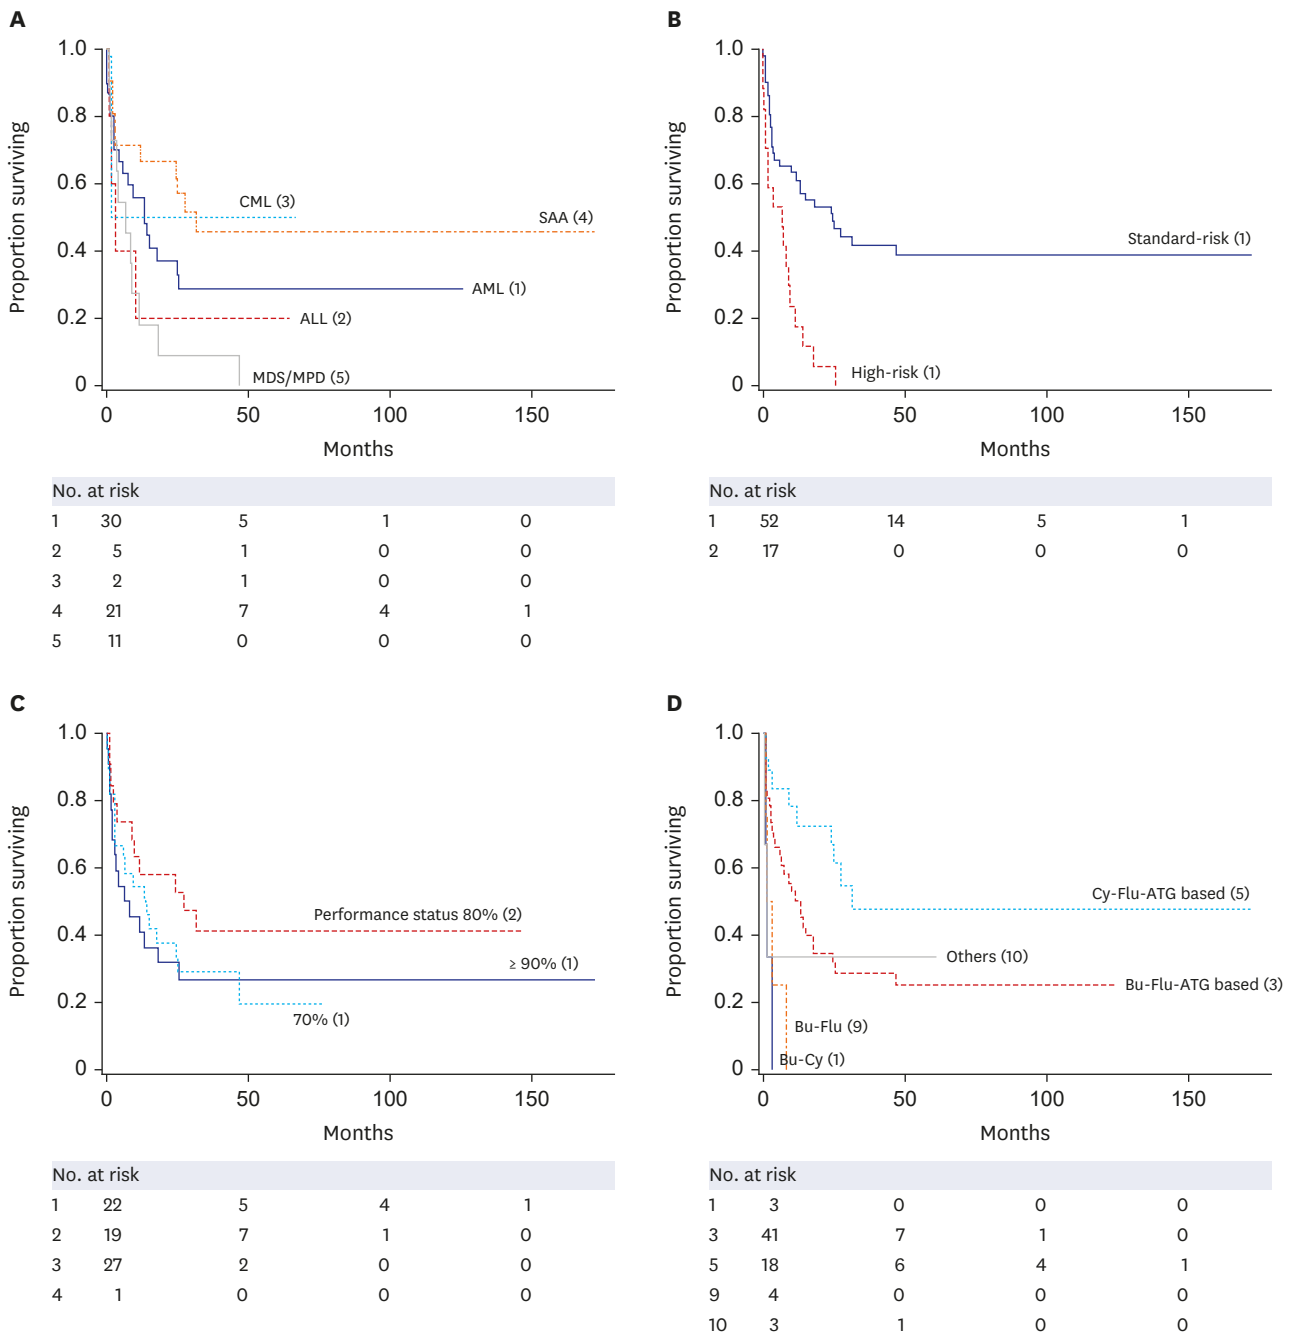 A
Proportion surviving
1.0
0.8
0.6
0.4
0.2
0
CML (3)
SAA (4)
AML (1)
ALL (2)
MDS/MPD (5)
0 50 100 150
Months
No. at risk
1 30 5 1 0
2 5 1 0 0
3 2 1 0 0
4 21 7 4 1
5 11 0 0 0
B
Proportion surviving
1.0
0.8
0.6
0.4
0.2
0
Standard-risk (1)
High-risk (1)
0 50 100 150
Months
No. at risk
1 52 14 5 1
2 17 0 0 0
C
Proportion surviving
1.0
0.8
0.6
0.4
0.2
0
Performance status 80% (2)
≥ 90% (1)
70% (1)
0 50 100 150
Months
No. at risk
1 22 5 4 1
2 19 7 1 0
3 27 2 0 0
4 1 0 0 0
D
Proportion surviving
1.0
0.8
0.6
0.4
0.2
0
Cy-Flu-ATG based (5)
Others (10)
Bu-Flu-ATG based (3)
Bu-Flu (9)
Bu-Cy (1)
0 50 100 150
Months
No. at risk
1 3 0 0 0
3 41 7 1 0
5 18 6 4 1
9 4 0 0 0
10 3 1 0 0